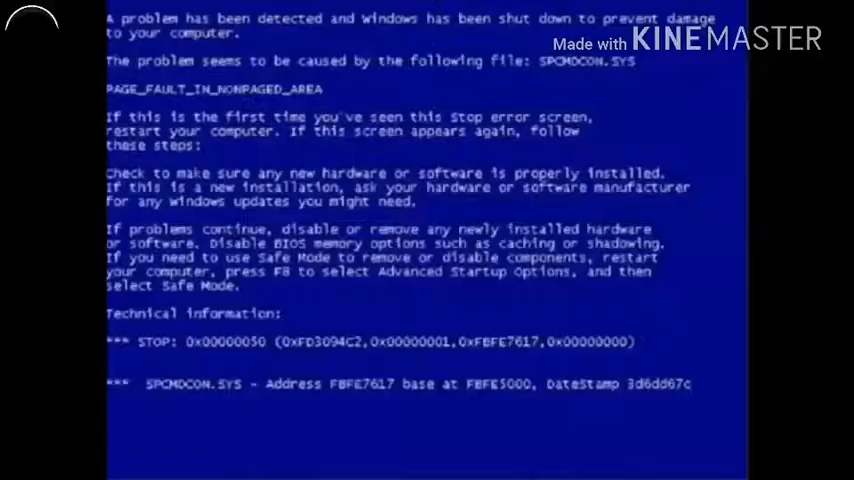 A problem has been detected and Windows has been shut down to prevent damage
to your computer.
Made with KINEMASTER
The problem seems to be caused by the following file: SPCMDCON.SYS
PAGE_FAULT_IN_NONPAGED_AREA
If this is the first time you've seen this Stop error screen,
restart your computer. If this screen appears again, follow
these steps:
Check to make sure any new hardware or software is properly installed.
If this is a new installation, ask your hardware or software manufacturer
for any Windows updates you might need.
If problems continue, disable or remove any newly installed hardware
or software. Disable BIOS memory options such as caching or shadowing.
If you need to use Safe Mode to remove or disable components, restart
your computer, press F8 to select Advanced Startup Options, and then
select Safe Mode.
Technical information:
*** STOP: 0x00000050 (0xFD3094C2,0x00000001,0xFBFE7617,0x00000000)
*** SPCMDCON.SYS - Address FBFE7617 base at FBFE5000, DateStamp 3d6dd67c